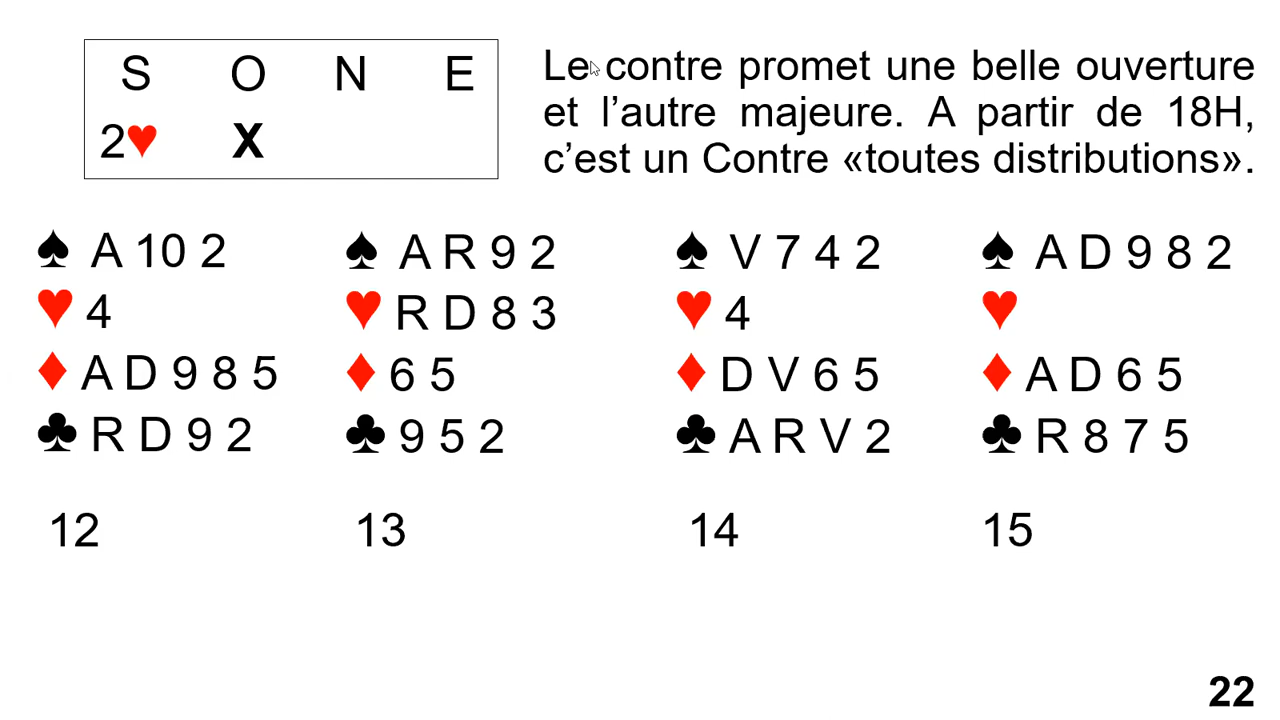 S O N E
2♥ X
Le contre promet une belle ouverture
et l’autre majeure. A partir de 18H,
c’est un Contre «toutes distributions».
♠ A 10 2
♥ 4
♦ A D 9 8 5
♣ R D 9 2
12
♠ A R 9 2
♥ R D 8 3
♦ 6 5
♣ 9 5 2
13
♠ V 7 4 2
♥ 4
♦ D V 6 5
♣ A R V 2
14
♠ A D 9 8 2
♥
♦ A D 6 5
♣ R 8 7 5
15
22